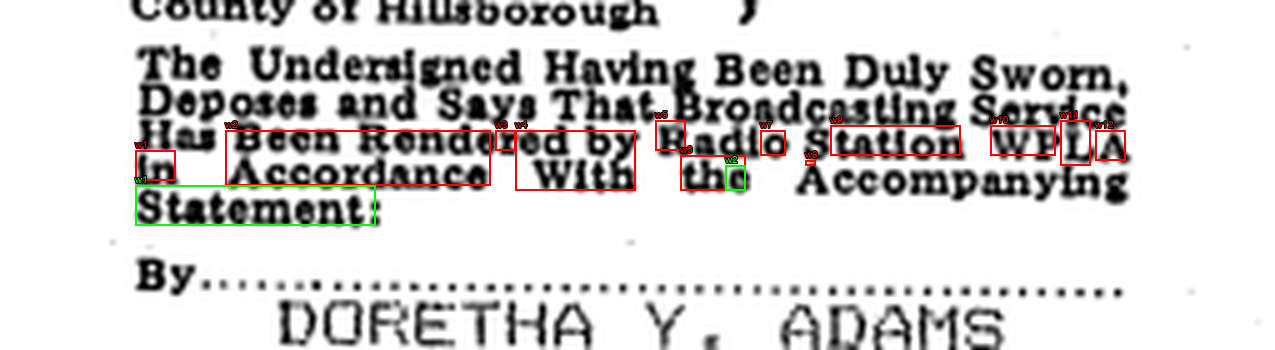 County of Hillsborough )
The Undersigned Having Been Duly Sworn,
Deposes and Says That Broadcasting Service
Has Been Rendered by Radio Station WPLA
in Accordance With the Accompanying
Statement:
By....................................................
DORETHA Y. ADAMS